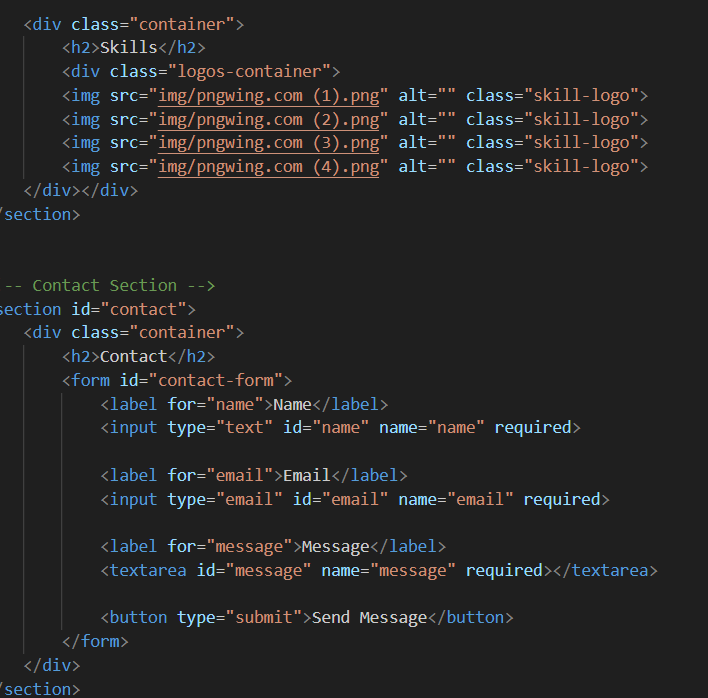 <div class="container">
<h2>Skills</h2>
<div class="logos-container">
<img src="img/pngwing.com (1).png" alt="" class="skill-logo">
<img src="img/pngwing.com (2).png" alt="" class="skill-logo">
<img src="img/pngwing.com (3).png" alt="" class="skill-logo">
<img src="img/pngwing.com (4).png" alt="" class="skill-logo">
</div></div>
/section>
-- Contact Section -->
section id="contact">
<div class="container">
<h2>Contact</h2>
<form id="contact-form">
<label for="name">Name</label>
<input type="text" id="name" name="name" required>
<label for="email">Email</label>
<input type="email" id="email" name="email" required>
<label for="message">Message</label>
<textarea id="message" name="message" required></textarea>
<button type="submit">Send Message</button>
</form>
</div>
/section>